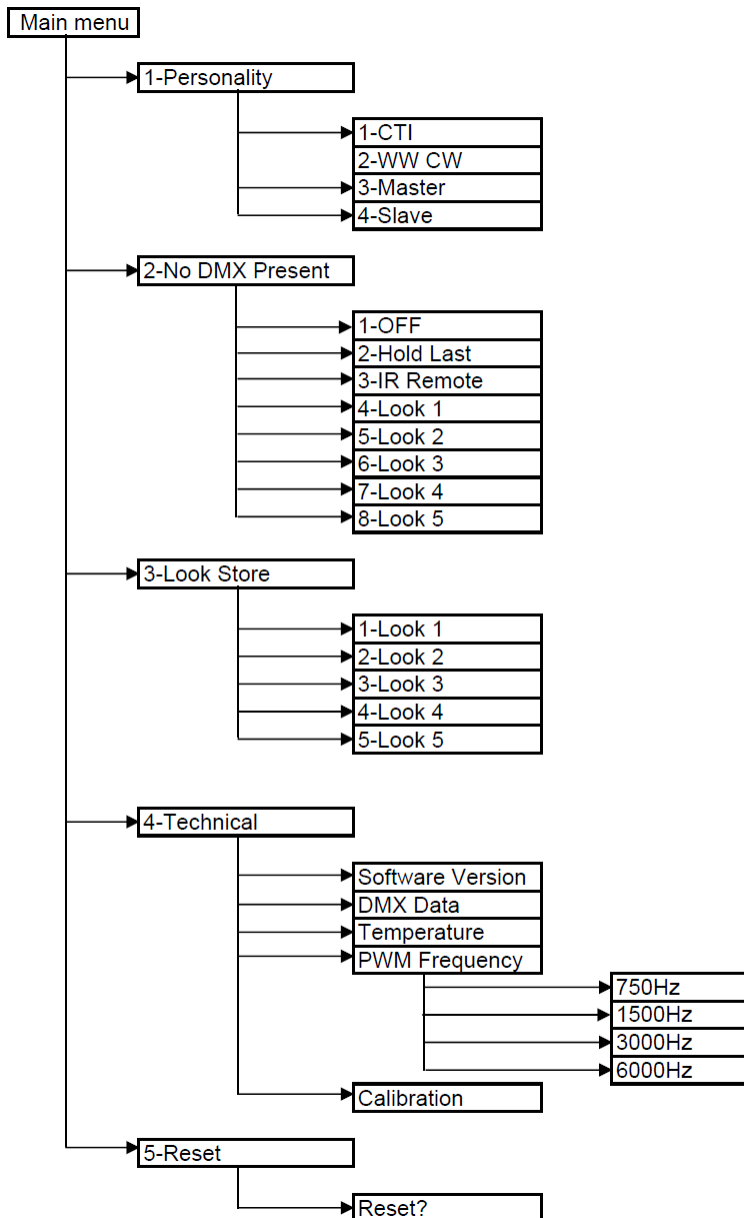 Main menu
1-Personality
1-CTI
2-WW CW
3-Master
4-Slave
2-No DMX Present
1-OFF
2-Hold Last
3-IR Remote
4-Look 1
5-Look 2
6-Look 3
7-Look 4
8-Look 5
3-Look Store
1-Look 1
2-Look 2
3-Look 3
4-Look 4
5-Look 5
4-Technical
Software Version
DMX Data
Temperature
PWM Frequency
750Hz
1500Hz
3000Hz
6000Hz
Calibration
5-Reset
Reset?